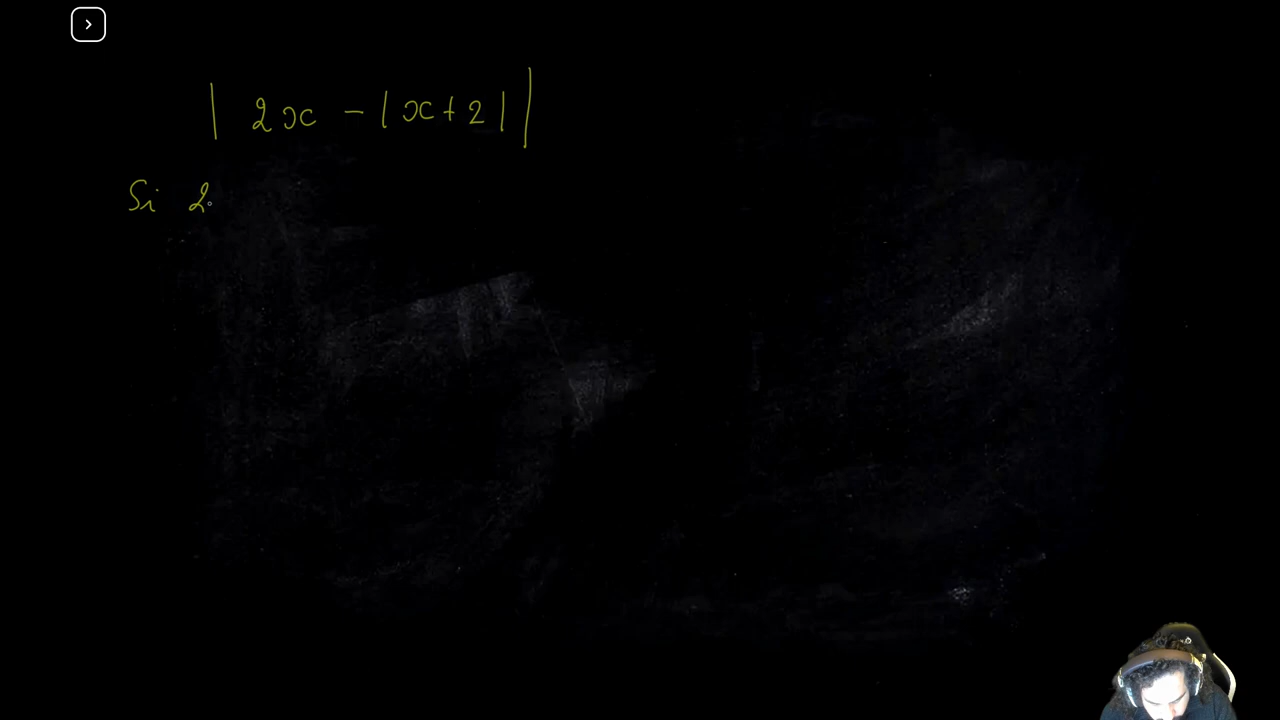 | 2x - |x+2| |
Si 2